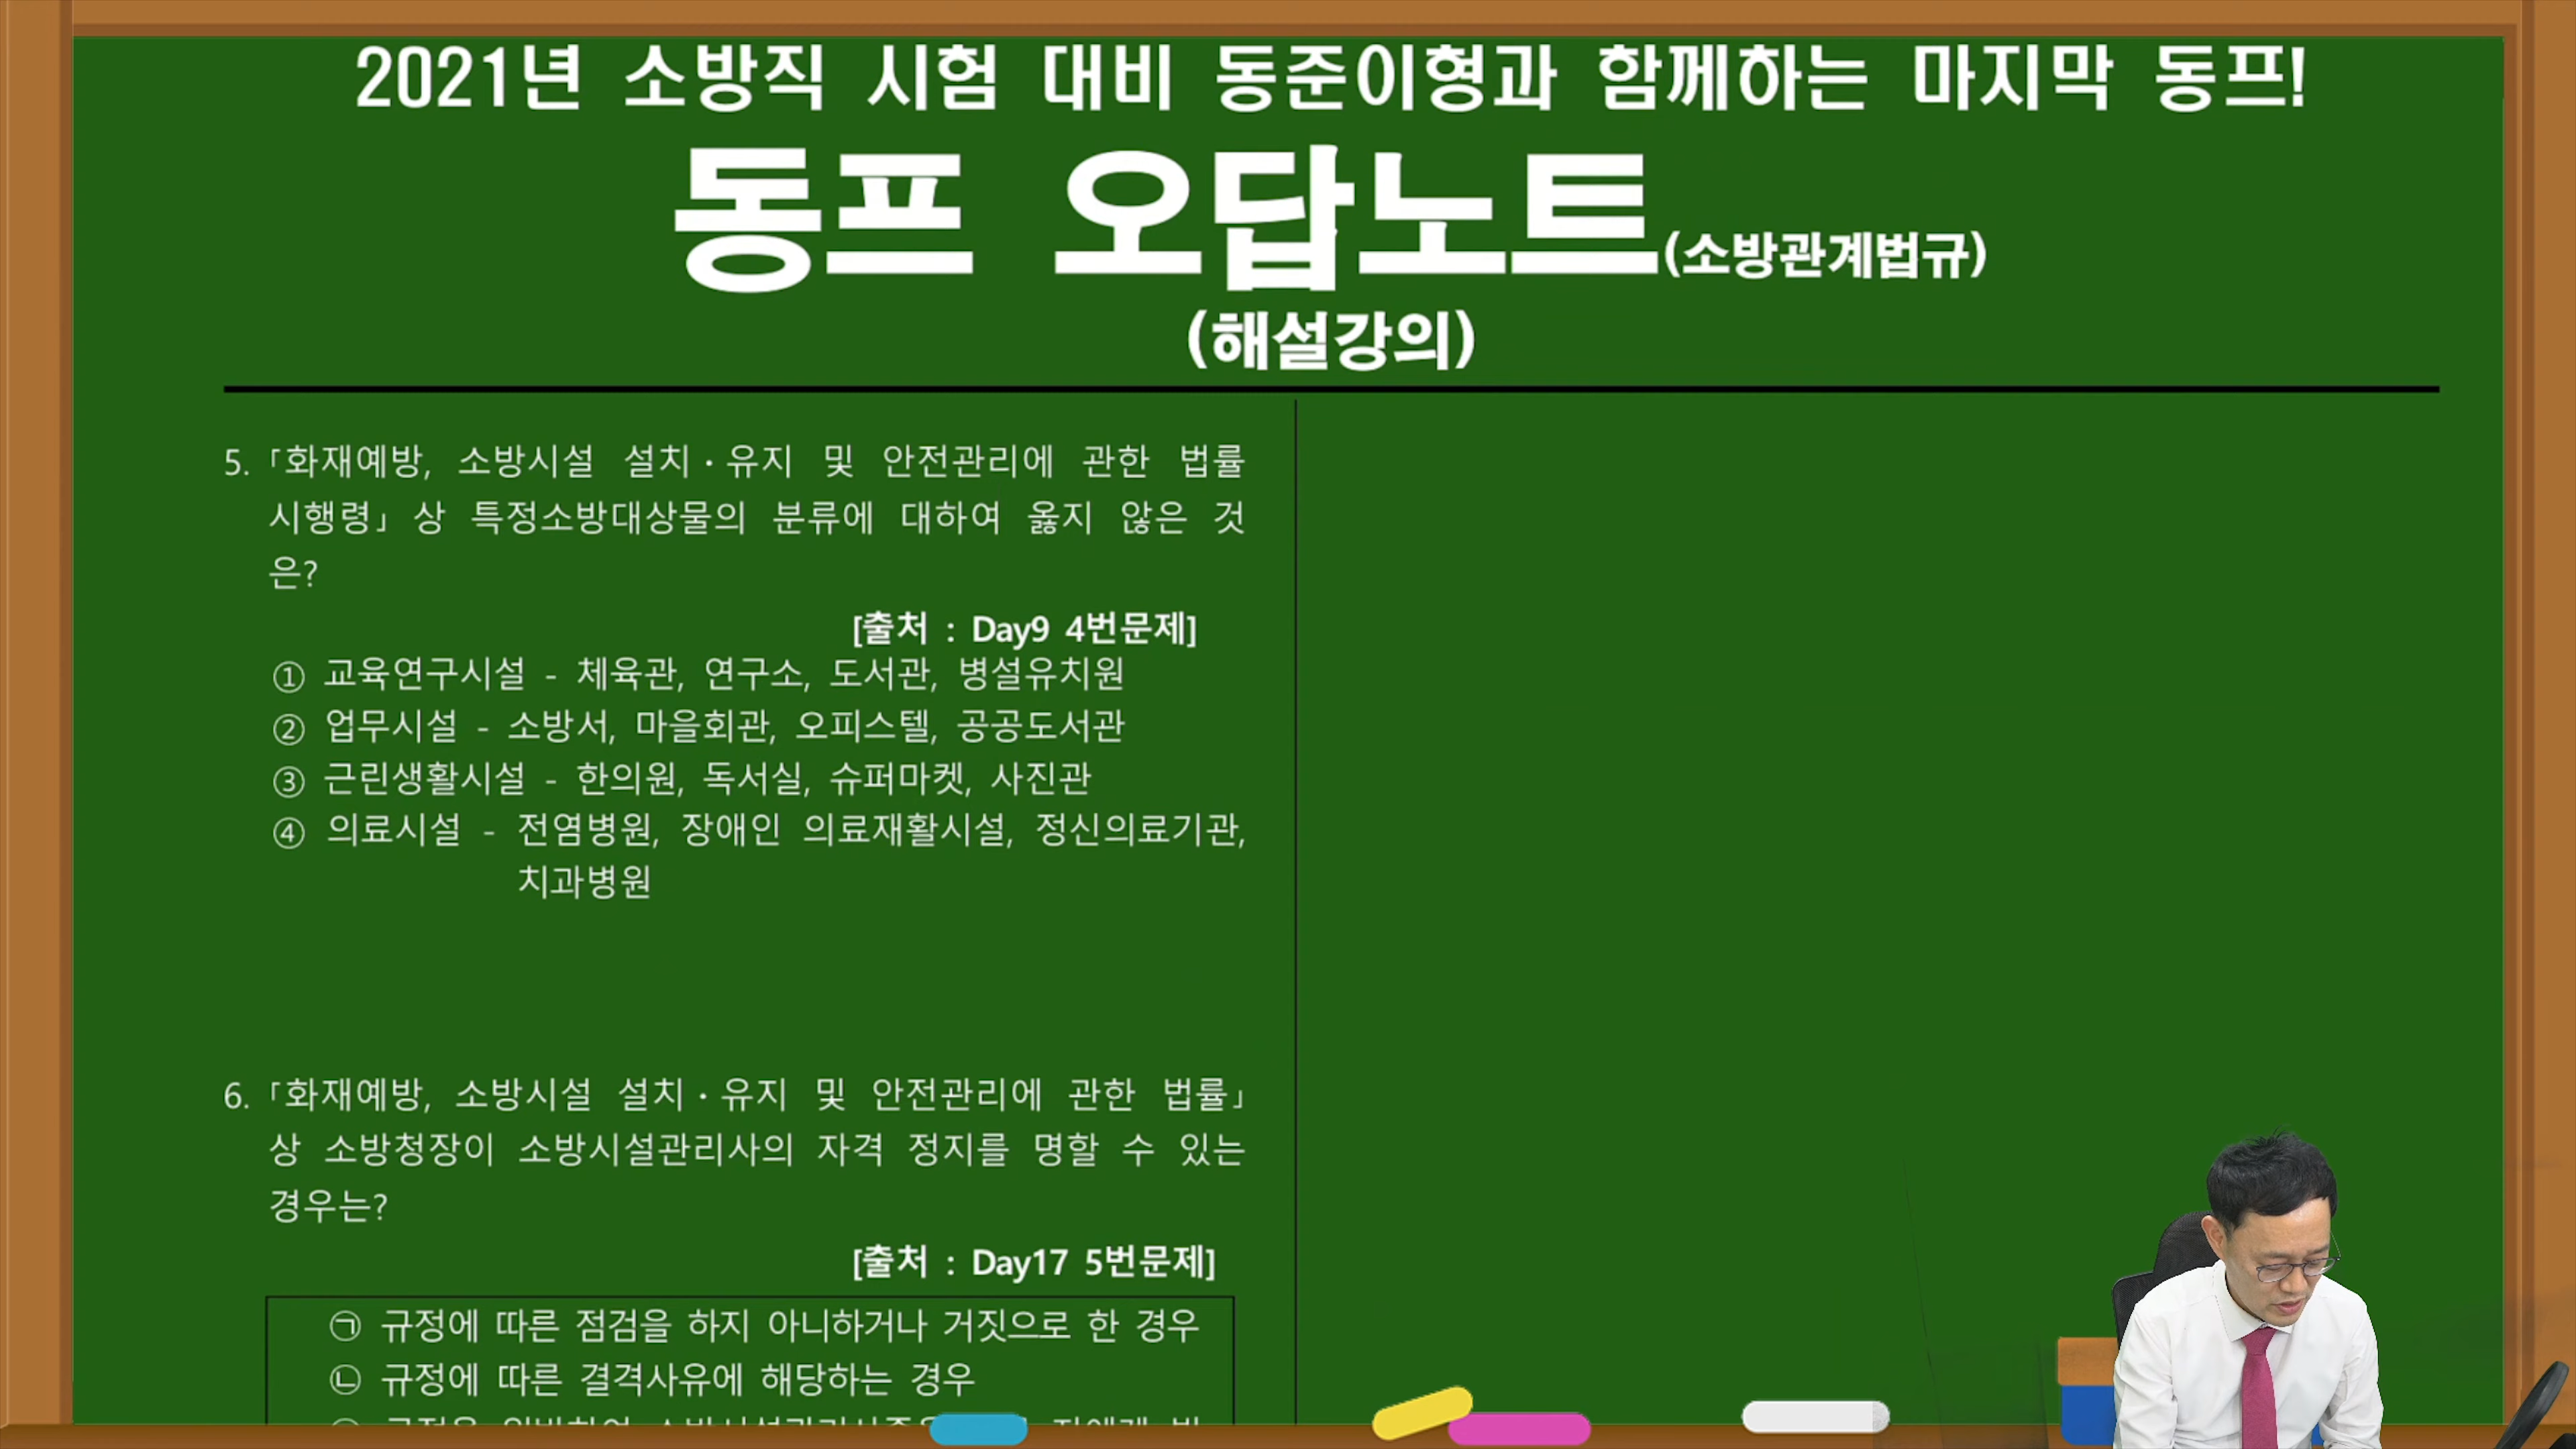 2021년 소방직 시험 대비 동준이형과 함께하는 마지막 동프!
동프 오답노트(소방관계법규)
(해설강의)
5. 「화재예방, 소방시설 설치·유지 및 안전관리에 관한 법률
시행령」상 특정소방대상물의 분류에 대하여 옳지 않은 것
은?
[출처 : Day9 4번문제]
① 교육연구시설 - 체육관, 연구소, 도서관, 병설유치원
② 업무시설 - 소방서, 마을회관, 오피스텔, 공공도서관
③ 근린생활시설 - 한의원, 독서실, 슈퍼마켓, 사진관
④ 의료시설 - 전염병원, 장애인 의료재활시설, 정신의료기관,
치과병원
6. 「화재예방, 소방시설 설치·유지 및 안전관리에 관한 법률」
상 소방청장이 소방시설관리사의 자격 정지를 명할 수 있는
경우는?
[출처 : Day17 5번문제]
㉠ 규정에 따른 점검을 하지 아니하거나 거짓으로 한 경우
㉡ 규정에 따른 결격사유에 해당하는 경우